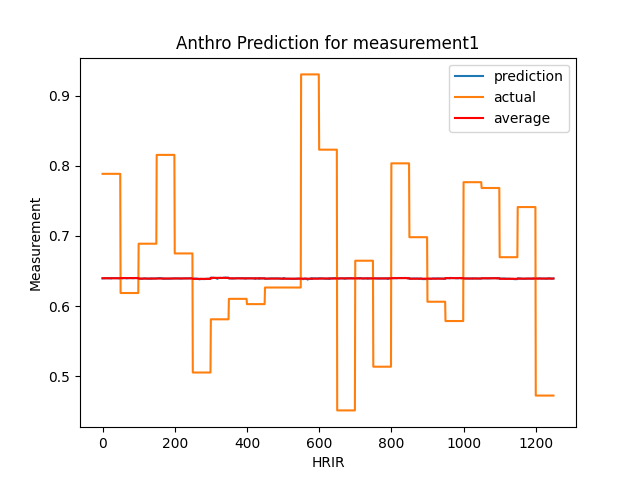 Anthro Prediction for measurement1
prediction
actual
average
0.9
0.8
0.7
0.6
0.5
Measurement
0 200 400 600 800 1000 1200
HRIR